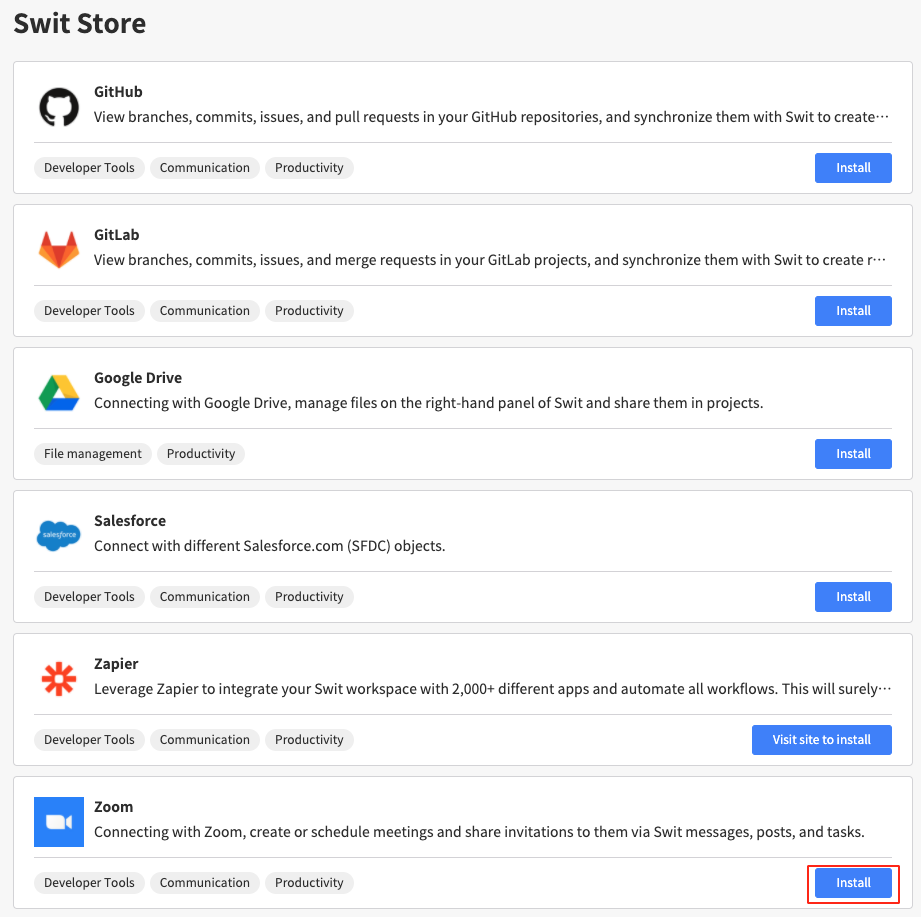 Swit Store
GitHub
View branches, commits, issues, and pull requests in your GitHub repositories, and synchronize them with Swit to create···
Developer Tools Communication Productivity Install
GitLab
View branches, commits, issues, and merge requests in your GitLab projects, and synchronize them with Swit to create r···
Developer Tools Communication Productivity Install
Google Drive
Connecting with Google Drive, manage files on the right-hand panel of Swit and share them in projects.
File management Productivity Install
salesforce
Salesforce
Connect with different Salesforce.com (SFDC) objects.
Developer Tools Communication Productivity Install
Zapier
Leverage Zapier to integrate your Swit workspace with 2,000+ different apps and automate all workflows. This will surely···
Developer Tools Communication Productivity Visit site to install
Zoom
Connecting with Zoom, create or schedule meetings and share invitations to them via Swit messages, posts, and tasks.
Developer Tools Communication Productivity Install